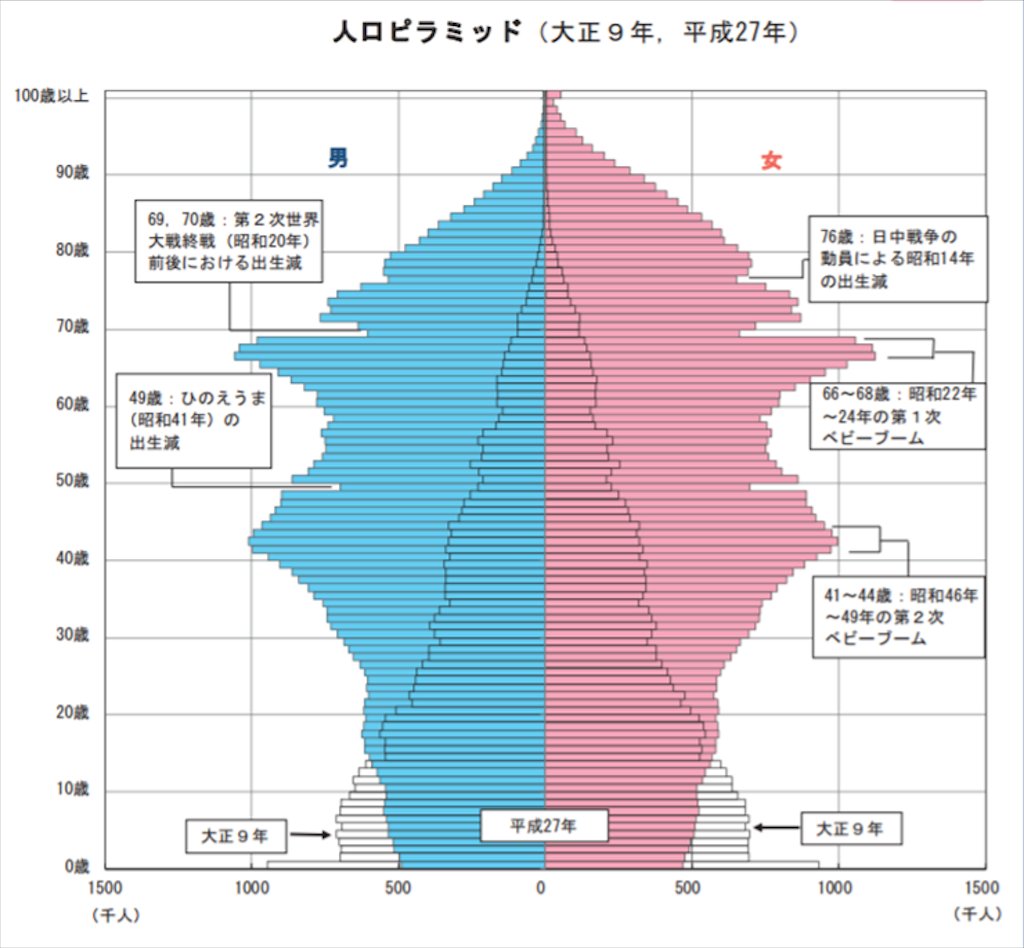 人口ピラミッド（大正９年，平成27年）
100歳以上
男
女
90歳
69，70歳：第２次世界
大戦終戦（昭和20年）
前後における出生減
76歳：日中戦争の
動員による昭和14年
の出生減
80歳
70歳
49歳：ひのえうま
（昭和41年）の
出生減
66～68歳：昭和22年
～24年の第１次
ベビーブーム
60歳
50歳
40歳
41～44歳：昭和46年
～49年の第２次
ベビーブーム
30歳
20歳
10歳
大正９年
平成27年
大正９年
0歳
1500 1000 500 0 500 1000 1500
（千人） （千人）